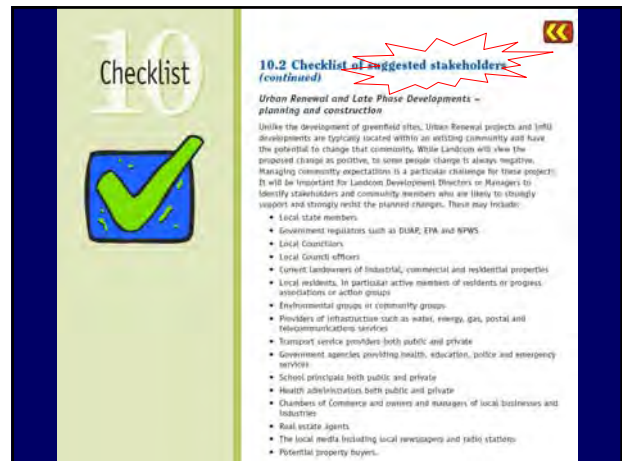 10
Checklist
10.2 Checklist of suggested stakeholders
(continued)
Urban Renewal and Late Phase Developments –
planning and construction
Unlike the development of greenfield sites, Urban Renewal projects and infill
developments are typically located within an existing community and have
the potential to change that community. While Landcom will view the
proposed change as positive, to some people change is always negative.
Managing community expectations is a particular challenge for these projects.
It will be important for Landcom Development Directors or Managers to
identify stakeholders and community members who are likely to strongly
support and strongly resist the planned changes. These may include:
• Local state members
• Government regulators such as DUAP, EPA and NPWS
• Local Councillors
• Local Council officers
• Current landowners of industrial, commercial and residential properties
• Local residents, in particular active members of residents or progress
associations or action groups
• Environmental groups or community groups
• Providers of infrastructure such as water, energy, gas, postal and
telecommunications services
• Transport service providers both public and private
• Government agencies providing health, education, police and emergency
services
• School principals both public and private
• Health administrators both public and private
• Chambers of Commerce and owners and managers of local businesses and
industries
• Real estate agents
• The local media including local newspapers and radio stations
• Potential property buyers.